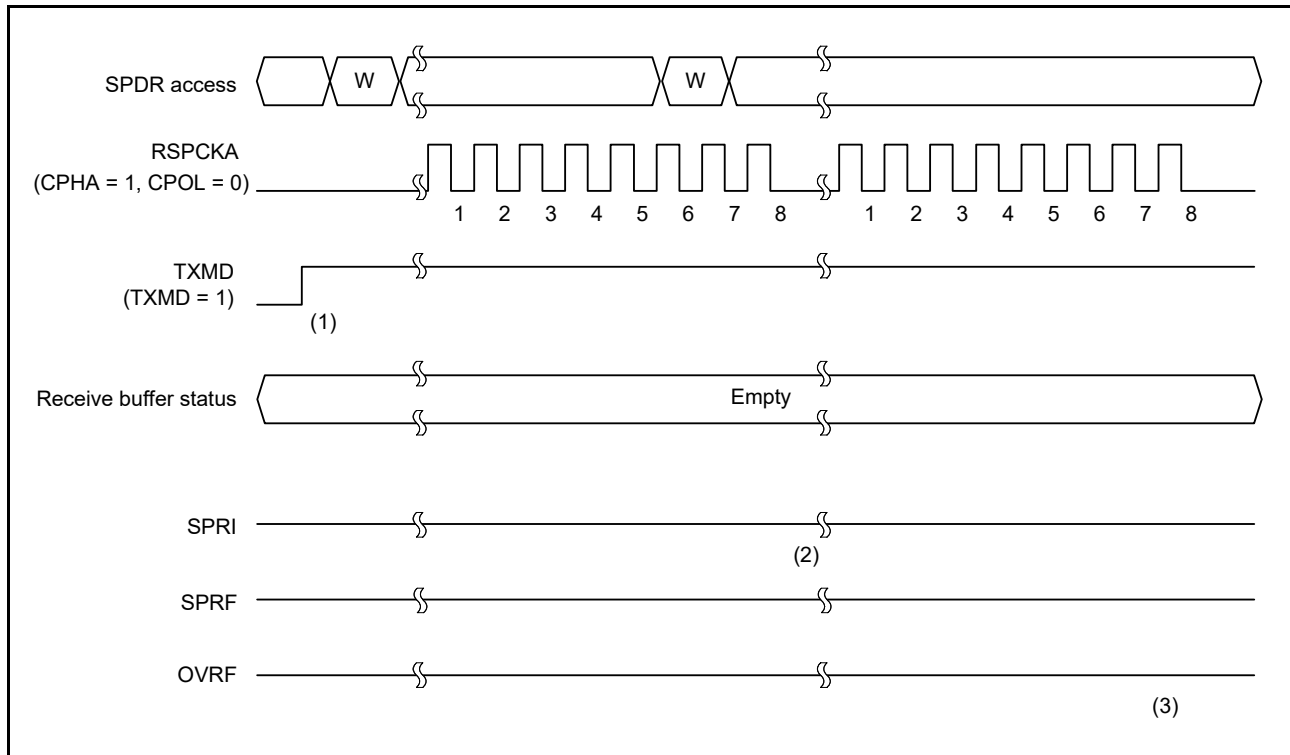 SPDR access
W
W
RSPCKA
(CPHA = 1, CPOL = 0)
1 2 3 4 5 6 7 8 1 2 3 4 5 6 7 8
TXMD
(TXMD = 1)
(1)
Receive buffer status
Empty
SPRI
(2)
SPRF
OVRF
(3)